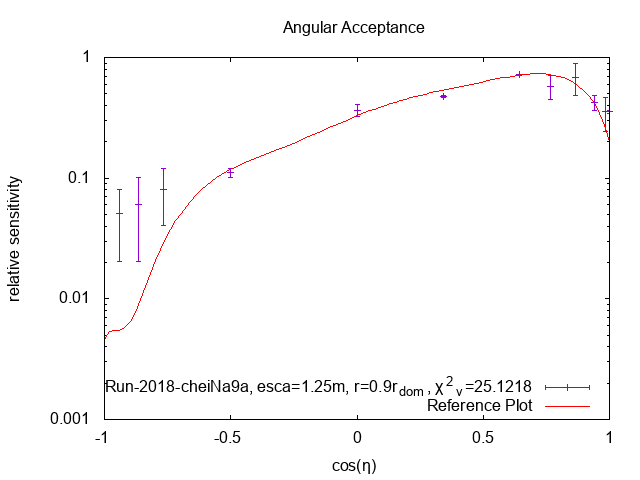 Angular Acceptance
1
0.1
0.01
0.001
relative sensitivity
Run-2018-cheiNa9a, esca=1.25m, r=0.9r_dom, χ²_ν=25.1218
Reference Plot
-1 -0.5 0 0.5 1
cos(η)